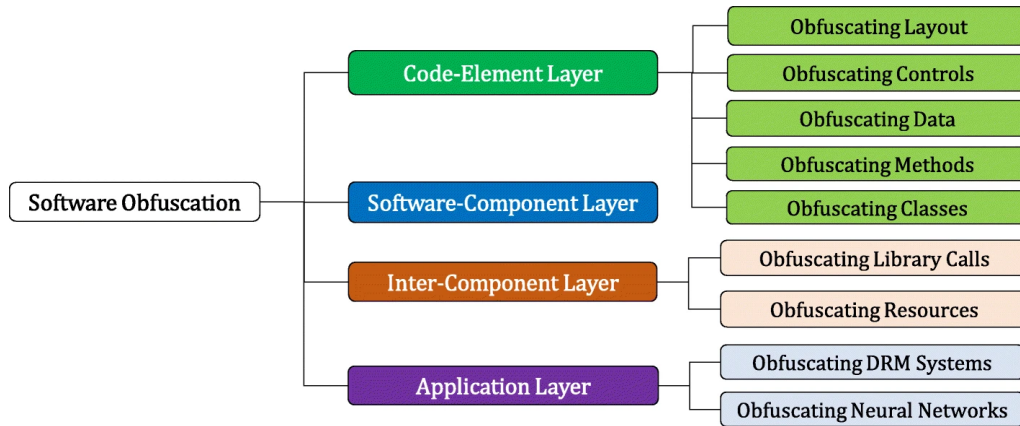 Software Obfuscation
Code-Element Layer
Obfuscating Layout
Obfuscating Controls
Obfuscating Data
Obfuscating Methods
Obfuscating Classes
Software-Component Layer
Inter-Component Layer
Obfuscating Library Calls
Obfuscating Resources
Application Layer
Obfuscating DRM Systems
Obfuscating Neural Networks